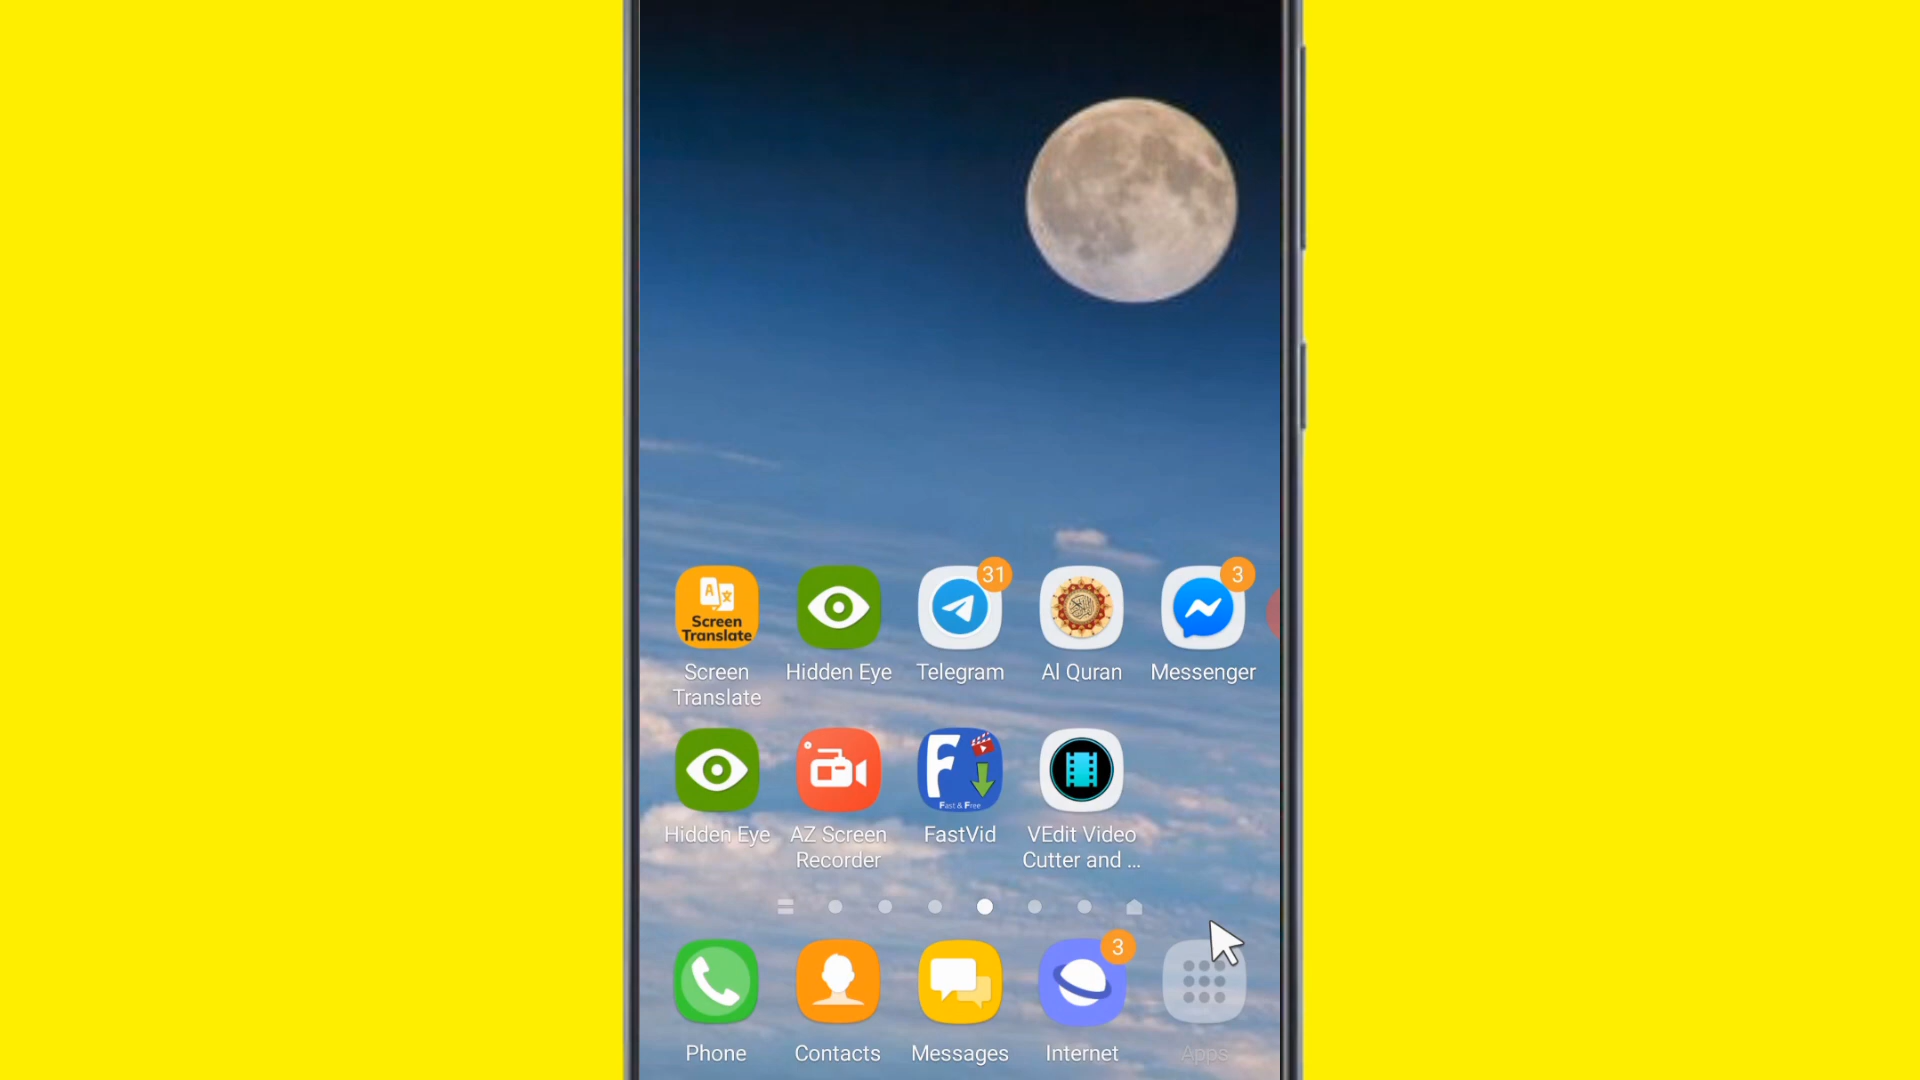 31
3
A
Screen
Translate
Screen
Translate
Hidden Eye
Telegram
Al Quran
Messenger
F
Fast & Free
Hidden Eye
AZ Screen
Recorder
FastVid
VEdit Video
Cutter and ...
3
Phone
Contacts
Messages
Internet
Apps